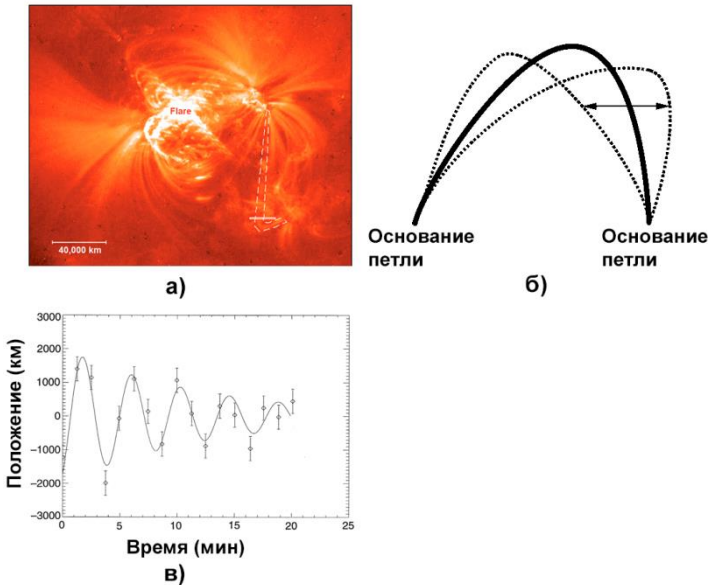 Flare
40,000 km
а)
Основание
петли
Основание
петли
б)
Положение (км)
3000
2000
1000
0
−1000
−2000
−3000
0
5
10
15
20
25
Время (мин)
в)